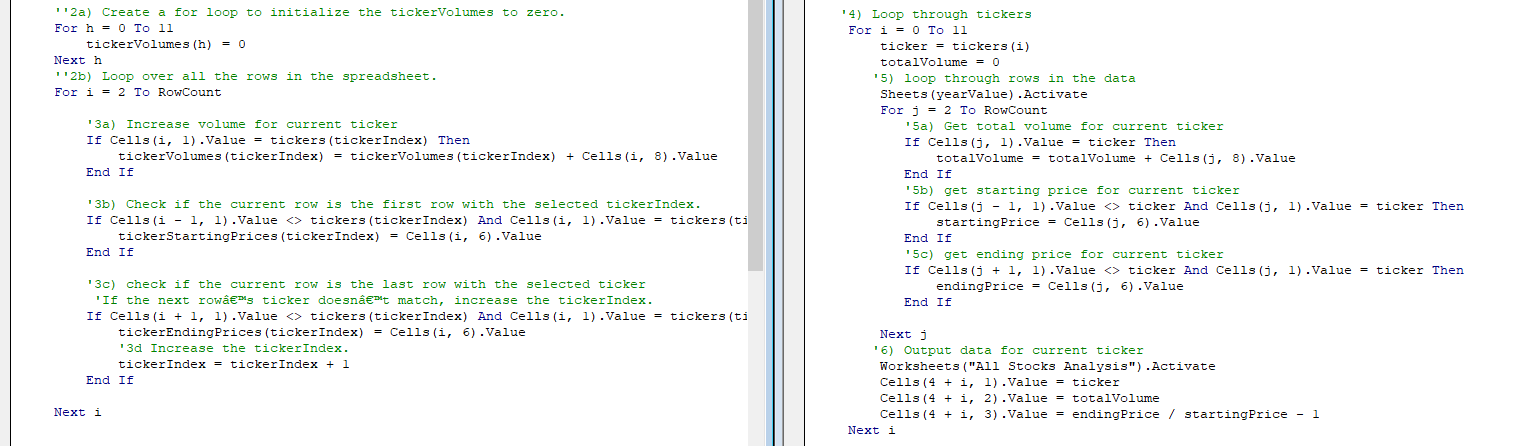 ''2a) Create a for loop to initialize the tickerVolumes to zero.
For h = 0 To 11
tickerVolumes(h) = 0
Next h
''2b) Loop over all the rows in the spreadsheet.
For i = 2 To RowCount
'3a) Increase volume for current ticker
If Cells(i, 1).Value = tickers(tickerIndex) Then
tickerVolumes(tickerIndex) = tickerVolumes(tickerIndex) + Cells(i, 8).Value
End If
'3b) Check if the current row is the first row with the selected tickerIndex.
If Cells(i - 1, 1).Value <> tickers(tickerIndex) And Cells(i, 1).Value = tickers(ti
tickerStartingPrices(tickerIndex) = Cells(i, 6).Value
End If
'3c) check if the current row is the last row with the selected ticker
'If the next rowâ€™s ticker doesnâ€™t match, increase the tickerIndex.
If Cells(i + 1, 1).Value <> tickers(tickerIndex) And Cells(i, 1).Value = tickers(ti
tickerEndingPrices(tickerIndex) = Cells(i, 6).Value
'3d Increase the tickerIndex.
tickerIndex = tickerIndex + 1
End If
Next i
'4) Loop through tickers
For i = 0 To 11
ticker = tickers(i)
totalVolume = 0
'5) loop through rows in the data
Sheets(yearValue).Activate
For j = 2 To RowCount
'5a) Get total volume for current ticker
If Cells(j, 1).Value = ticker Then
totalVolume = totalVolume + Cells(j, 8).Value
End If
'5b) get starting price for current ticker
If Cells(j - 1, 1).Value <> ticker And Cells(j, 1).Value = ticker Then
startingPrice = Cells(j, 6).Value
End If
'5c) get ending price for current ticker
If Cells(j + 1, 1).Value <> ticker And Cells(j, 1).Value = ticker Then
endingPrice = Cells(j, 6).Value
End If
Next j
'6) Output data for current ticker
Worksheets("All Stocks Analysis").Activate
Cells(4 + i, 1).Value = ticker
Cells(4 + i, 2).Value = totalVolume
Cells(4 + i, 3).Value = endingPrice / startingPrice - 1
Next i